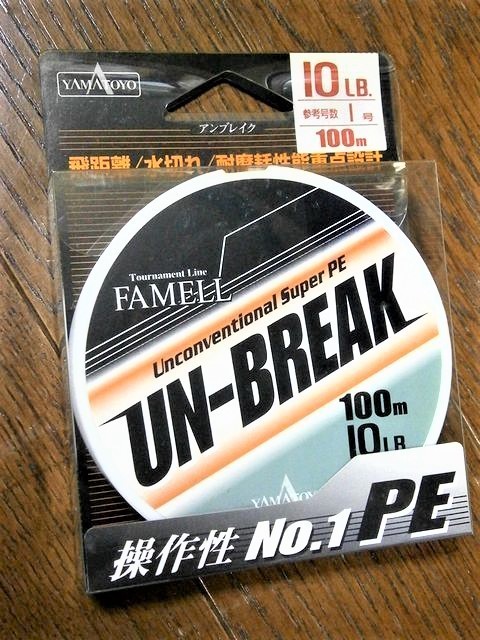 YAMATOYO
10LB.
参考号数 1号
100m
アンブレイク
飛距離/水切れ/耐摩耗性能重点設計
Tournament Line
FAMELL
Unconventional Super PE
UN-BREAK
100m
10LB.
YAMATOYO
操作性 No.1 PE